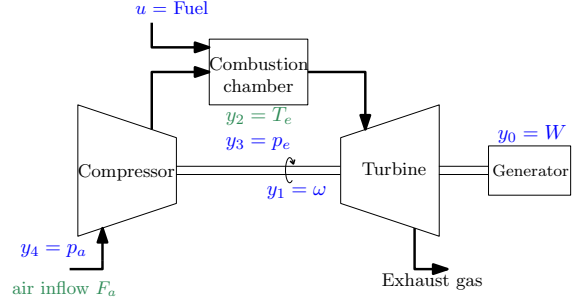 u = Fuel
Combustion
chamber
y₂ = Tₑ
y₃ = pₑ
y₀ = W
Compressor
Turbine
Generator
y₁ = ω
y₄ = pₐ
Exhaust gas
air inflow Fₐ